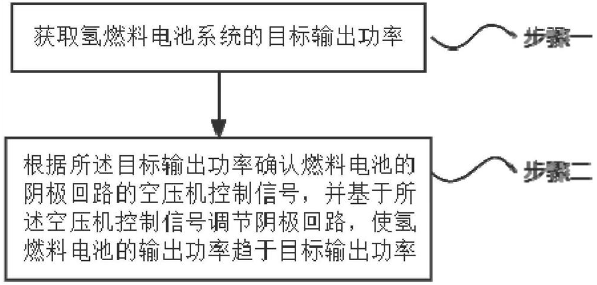 获取氢燃料电池系统的目标输出功率
步骤一
根据所述目标输出功率确认燃料电池的
阴极回路的空压机控制信号，并基于所
述空压机控制信号调节阴极回路，使氢
燃料电池的输出功率趋于目标输出功率
步骤二